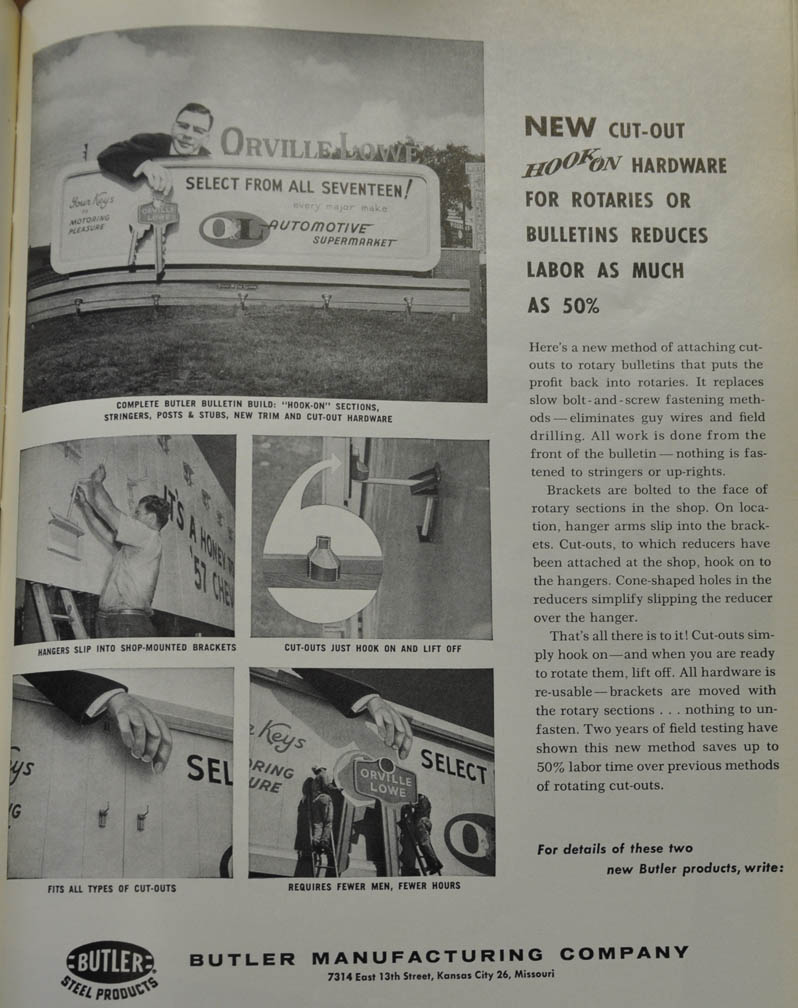 ORVILLE LOWE
SELECT FROM ALL SEVENTEEN!
every major make
Your Keys
TO
MOTORING
PLEASURE
ORVILLE
LOWE
OL AUTOMOTIVE
SUPERMARKET
COMPLETE BUTLER BULLETIN BUILD: "HOOK-ON" SECTIONS,
STRINGERS, POSTS & STUBS, NEW TRIM AND CUT-OUT HARDWARE
IT'S A HONEY
'57 CHEV
HANGERS SLIP INTO SHOP-MOUNTED BRACKETS
CUT-OUTS JUST HOOK ON AND LIFT OFF
YS
G
SEL
FITS ALL TYPES OF CUT-OUTS
r Keys
RING
URE
ORVILLE
LOWE
SELECT
O
REQUIRES FEWER MEN, FEWER HOURS
NEW CUT-OUT
HOOK-ON HARDWARE
FOR ROTARIES OR
BULLETINS REDUCES
LABOR AS MUCH
AS 50%
Here's a new method of attaching cut-
outs to rotary bulletins that puts the
profit back into rotaries. It replaces
slow bolt-and-screw fastening meth-
ods — eliminates guy wires and field
drilling. All work is done from the
front of the bulletin — nothing is fas-
tened to stringers or up-rights.
Brackets are bolted to the face of
rotary sections in the shop. On loca-
tion, hanger arms slip into the brack-
ets. Cut-outs, to which reducers have
been attached at the shop, hook on to
the hangers. Cone-shaped holes in the
reducers simplify slipping the reducer
over the hanger.
That's all there is to it! Cut-outs sim-
ply hook on—and when you are ready
to rotate them, lift off. All hardware is
re-usable — brackets are moved with
the rotary sections . . . nothing to un-
fasten. Two years of field testing have
shown this new method saves up to
50% labor time over previous methods
of rotating cut-outs.
For details of these two
new Butler products, write:
BUTLER
STEEL PRODUCTS
BUTLER MANUFACTURING COMPANY
7314 East 13th Street, Kansas City 26, Missouri